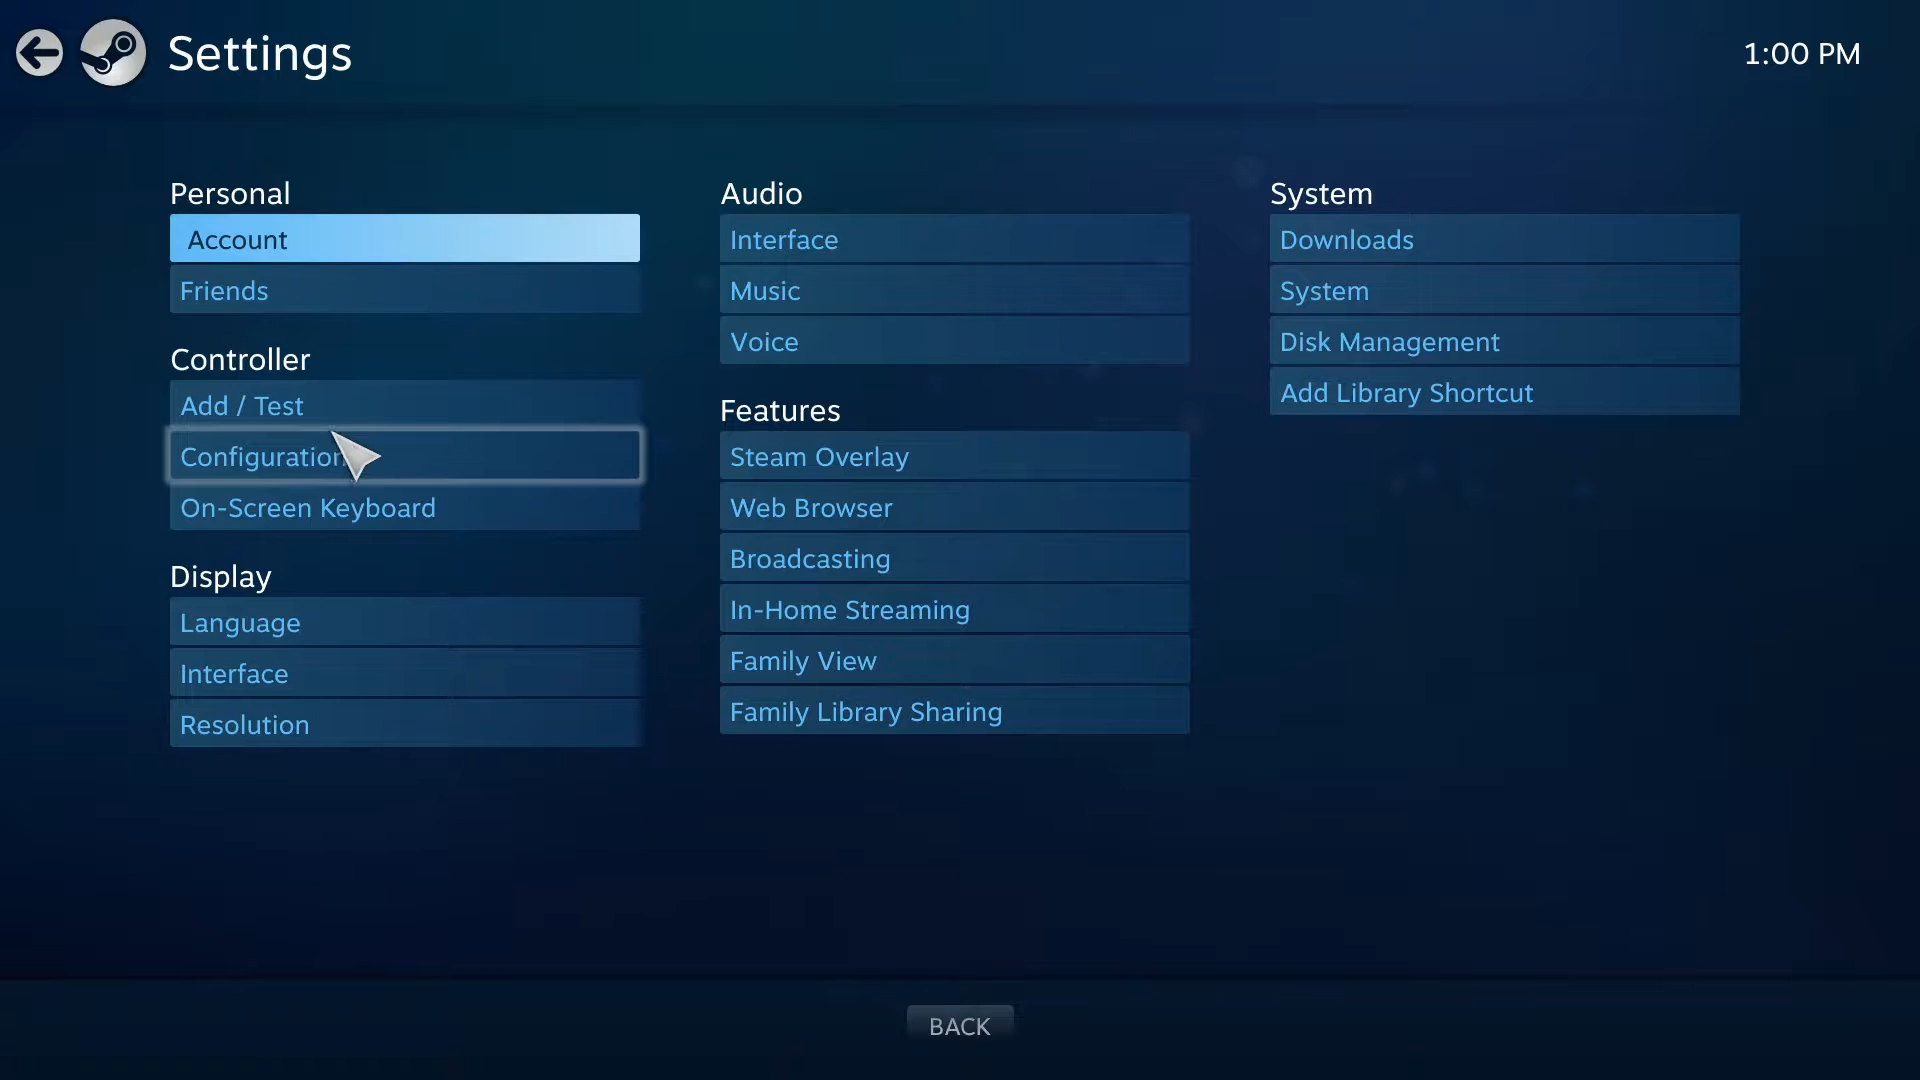 Settings
1:00 PM
Personal
Account
Friends
Controller
Add / Test
Configuration
On-Screen Keyboard
Display
Language
Interface
Resolution
Audio
Interface
Music
Voice
Features
Steam Overlay
Web Browser
Broadcasting
In-Home Streaming
Family View
Family Library Sharing
System
Downloads
System
Disk Management
Add Library Shortcut
BACK